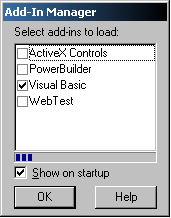 Add-In Manager
Select add-ins to load:
ActiveX Controls
PowerBuilder
Visual Basic
WebTest
Show on startup
OK Help